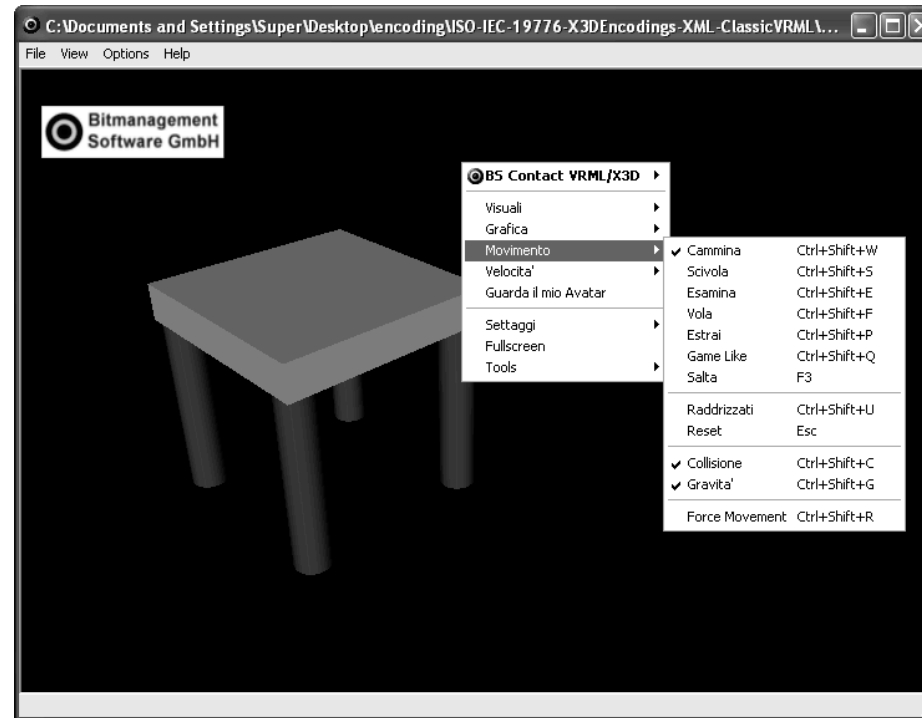 C:\Documents and Settings\Super\Desktop\encoding\ISO-IEC-19776-X3DEncodings-XML-ClassicVRML\...
File View Options Help
Bitmanagement
Software GmbH
BS Contact VRML/X3D
Visuali
Grafica
Movimento
Velocita'
Guarda il mio Avatar
Settaggi
Fullscreen
Tools
Cammina Ctrl+Shift+W
Scivola Ctrl+Shift+S
Esamina Ctrl+Shift+E
Vola Ctrl+Shift+F
Estrai Ctrl+Shift+P
Game Like Ctrl+Shift+Q
Salta F3
Raddrizzati Ctrl+Shift+U
Reset Esc
Collisione Ctrl+Shift+C
Gravita' Ctrl+Shift+G
Force Movement Ctrl+Shift+R